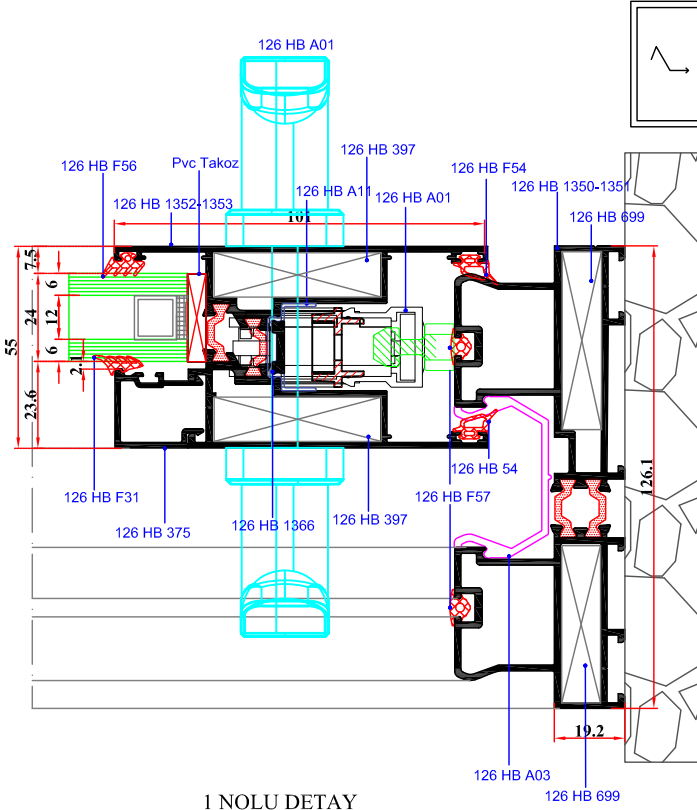 126 HB A01
126 HB F56
Pvc Takoz
126 HB 397
126 HB F54
126 HB 1352-1353
126 HB A11
126 HB A01
126 HB 1350-1351
126 HB 699
101
7.5
6
24
12
55
6
2.1
23.6
126.1
126 HB 54
126 HB F31
126 HB F57
126 HB 375
126 HB 1366
126 HB 397
19.2
126 HB A03
126 HB 699
1 NOLU DETAY